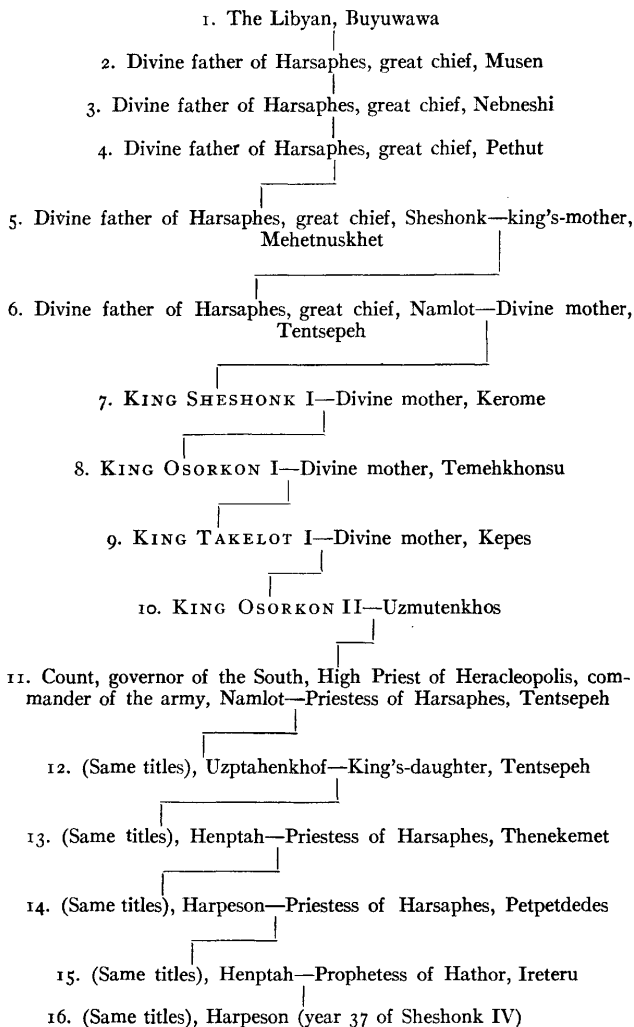 1. The Libyan, Buyuwawa
2. Divine father of Harsaphes, great chief, Musen
3. Divine father of Harsaphes, great chief, Nebneshi
4. Divine father of Harsaphes, great chief, Pethut
5. Divine father of Harsaphes, great chief, Sheshonk—king's-mother,
Mehetnuskhet
6. Divine father of Harsaphes, great chief, Namlot—Divine mother,
Tentsepeh
7. KING SHESHONK I—Divine mother, Kerome
8. KING OSORKON I—Divine mother, Temehkhonsu
9. KING TAKELOT I—Divine mother, Kepes
10. KING OSORKON II—Uzmutenkhos
11. Count, governor of the South, High Priest of Heracleopolis, com-
mander of the army, Namlot—Priestess of Harsaphes, Tentsepeh
12. (Same titles), Uzptahenkhof—King's-daughter, Tentsepeh
13. (Same titles), Henptah—Priestess of Harsaphes, Thenekemet
14. (Same titles), Harpeson—Priestess of Harsaphes, Petpetdedes
15. (Same titles), Henptah—Prophetess of Hathor, Ireteru
16. (Same titles), Harpeson (year 37 of Sheshonk IV)